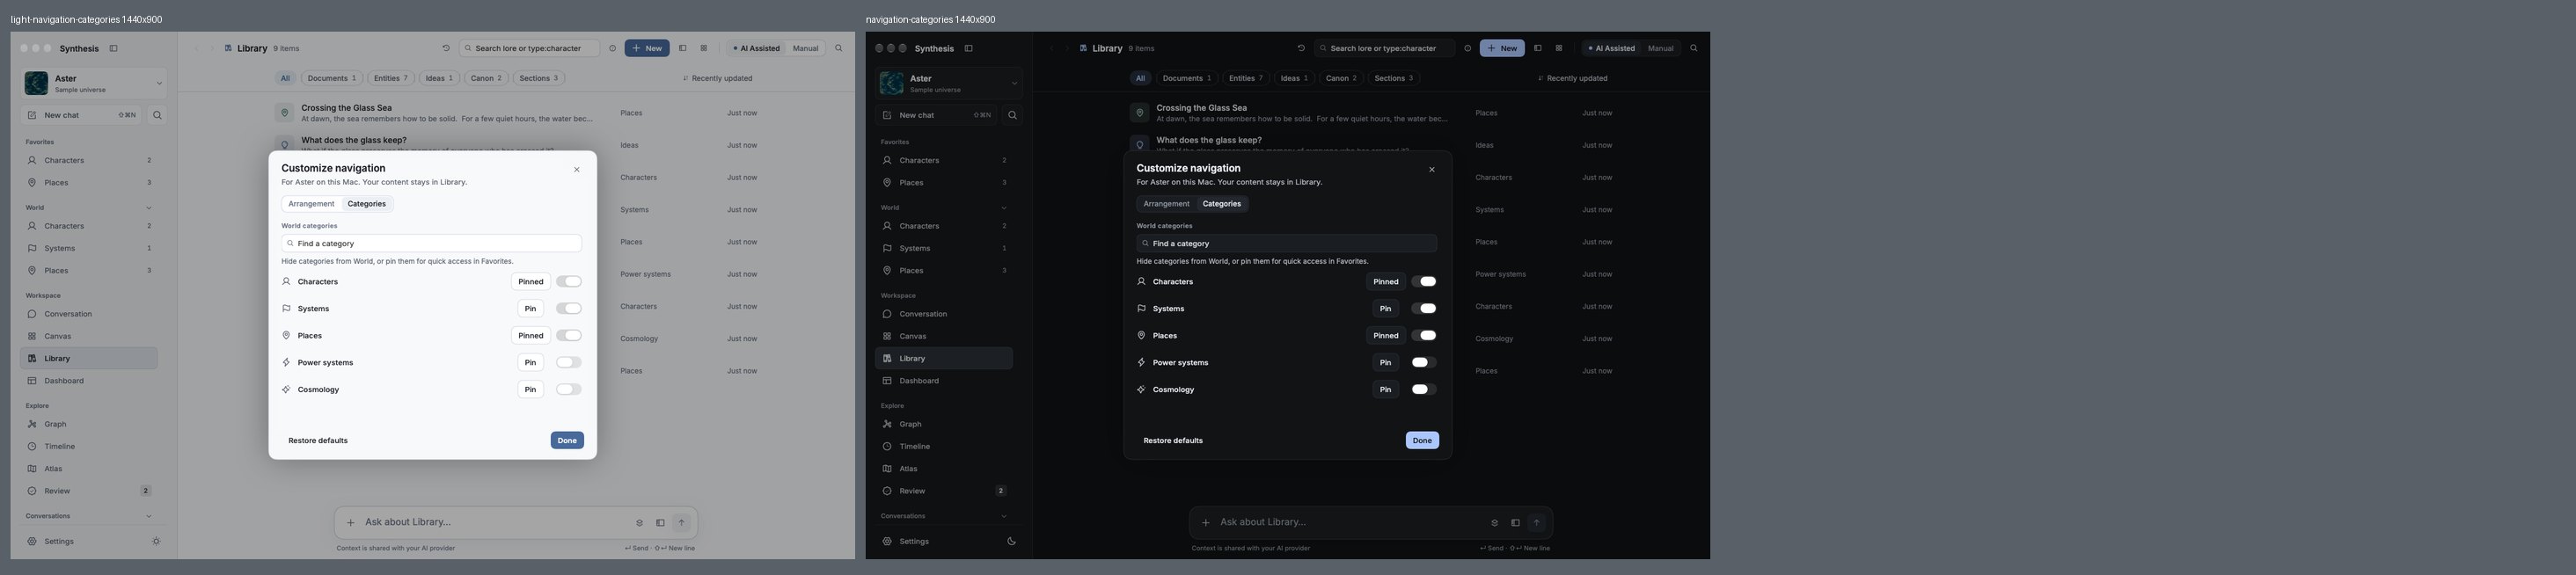 light-navigation-categories 1440x900
Synthesis
Library 9 items
Search lore or type:character
New
AI Assisted Manual
Aster
Sample universe
All Documents 1 Entities 7 Ideas 1 Canon 2 Sections 3
Recently updated
New chat ⇧⌘N
Crossing the Glass Sea
At dawn, the sea remembers how to be solid. For a few quiet hours, the water bec...
Places Just now
What does the glass keep?
Ideas Just now
Favorites
Characters 2
Places 3
World
Characters 2
Systems 1
Places 3
Workspace
Conversation
Canvas
Library
Dashboard
Explore
Graph
Timeline
Atlas
Review 2
Conversations
Settings
Customize navigation
For Aster on this Mac. Your content stays in Library.
Arrangement Categories
World categories
Find a category
Hide categories from World, or pin them for quick access in Favorites.
Characters Pinned
Systems Pin
Places Pinned
Power systems Pin
Cosmology Pin
Restore defaults Done
Characters Just now
Systems Just now
Places Just now
Power systems Just now
Characters Just now
Cosmology Just now
Places Just now
Ask about Library...
Context is shared with your AI provider
↵ Send · ⇧↵ New line
navigation-categories 1440x900
Synthesis
Library 9 items
Search lore or type:character
New
AI Assisted Manual
Aster
Sample universe
All Documents 1 Entities 7 Ideas 1 Canon 2 Sections 3
Recently updated
New chat ⇧⌘N
Crossing the Glass Sea
At dawn, the sea remembers how to be solid. For a few quiet hours, the water bec...
Places Just now
What does the glass keep?
Ideas Just now
Favorites
Characters 2
Places 3
World
Characters 2
Systems 1
Places 3
Workspace
Conversation
Canvas
Library
Dashboard
Explore
Graph
Timeline
Atlas
Review 2
Conversations
Settings
Customize navigation
For Aster on this Mac. Your content stays in Library.
Arrangement Categories
World categories
Find a category
Hide categories from World, or pin them for quick access in Favorites.
Characters Pinned
Systems Pin
Places Pinned
Power systems Pin
Cosmology Pin
Restore defaults Done
Characters Just now
Systems Just now
Places Just now
Power systems Just now
Characters Just now
Cosmology Just now
Places Just now
Ask about Library...
Context is shared with your AI provider
↵ Send · ⇧↵ New line